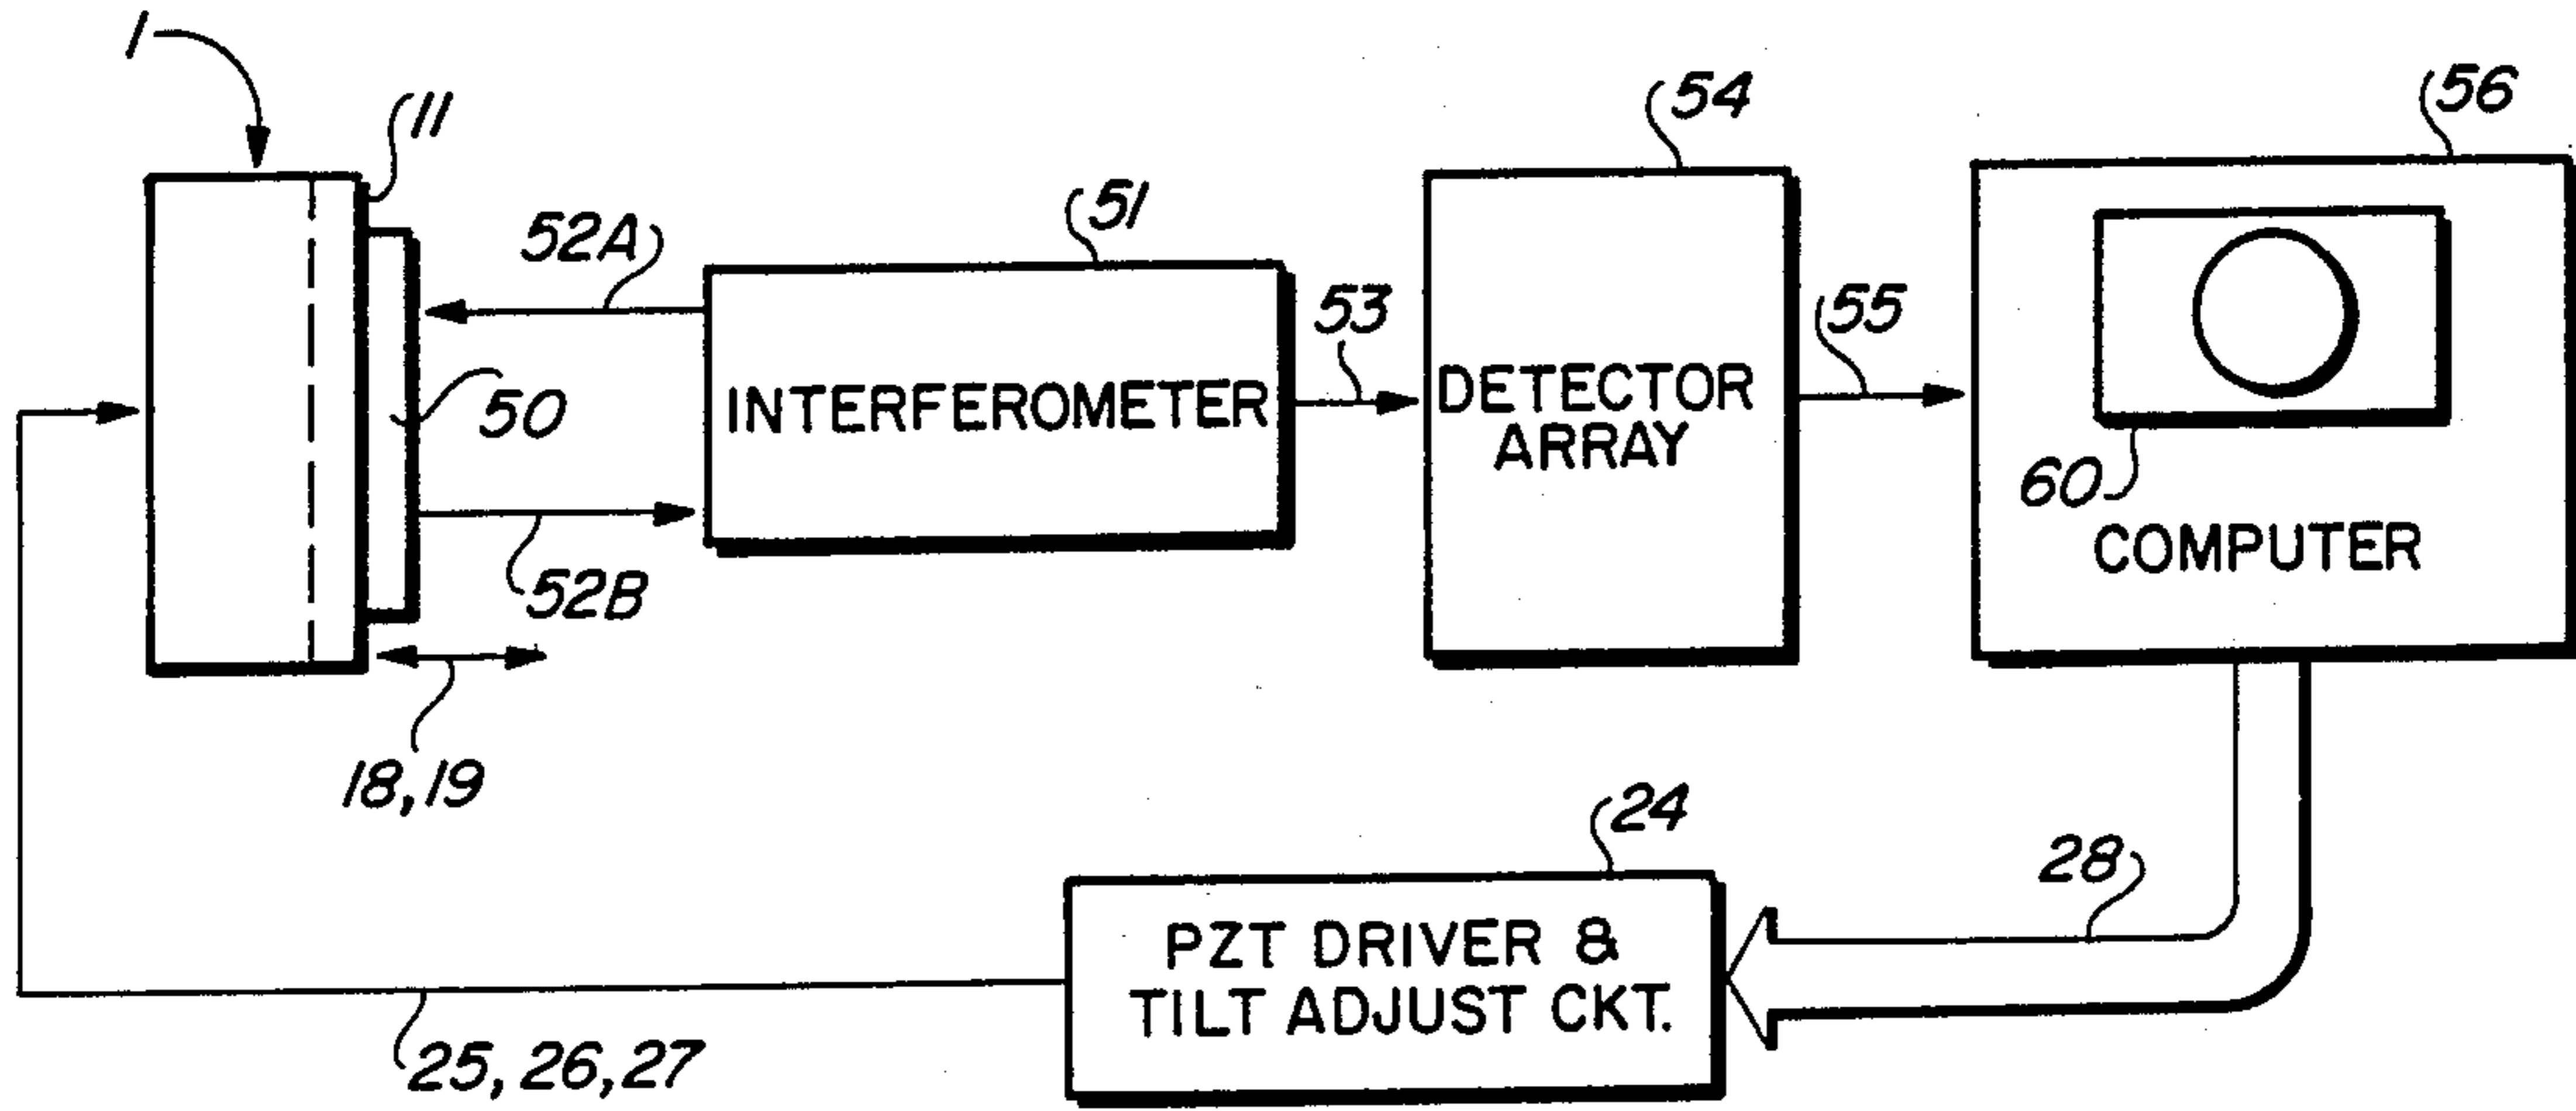 1
11
54
56
51
52A
53
55
INTERFEROMETER
DETECTOR
ARRAY
50
60
COMPUTER
52B
18, 19
24
28
PZT DRIVER &
TILT ADJUST CKT.
25, 26, 27